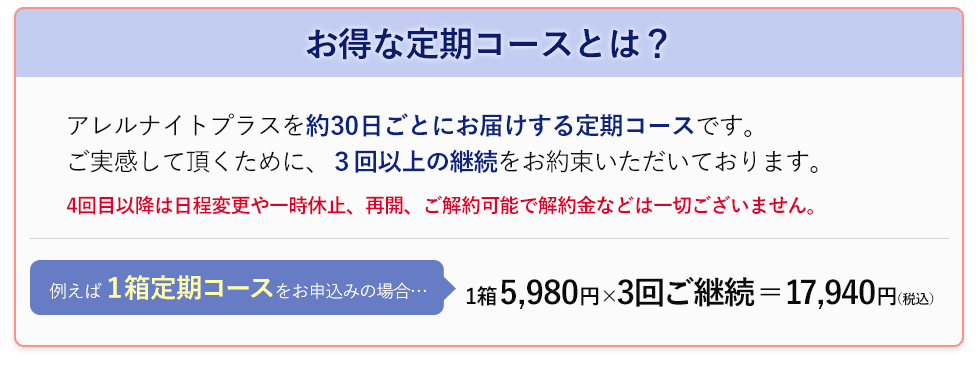 お得な定期コースとは？
アレルナイトプラスを約30日ごとにお届けする定期コースです。
ご実感して頂くために、３回以上の継続をお約束いただいております。
4回目以降は日程変更や一時休止、再開、ご解約可能で解約金などは一切ございません。
例えば１箱定期コースをお申込みの場合… 1箱5,980円×3回ご継続＝17,940円(税込)